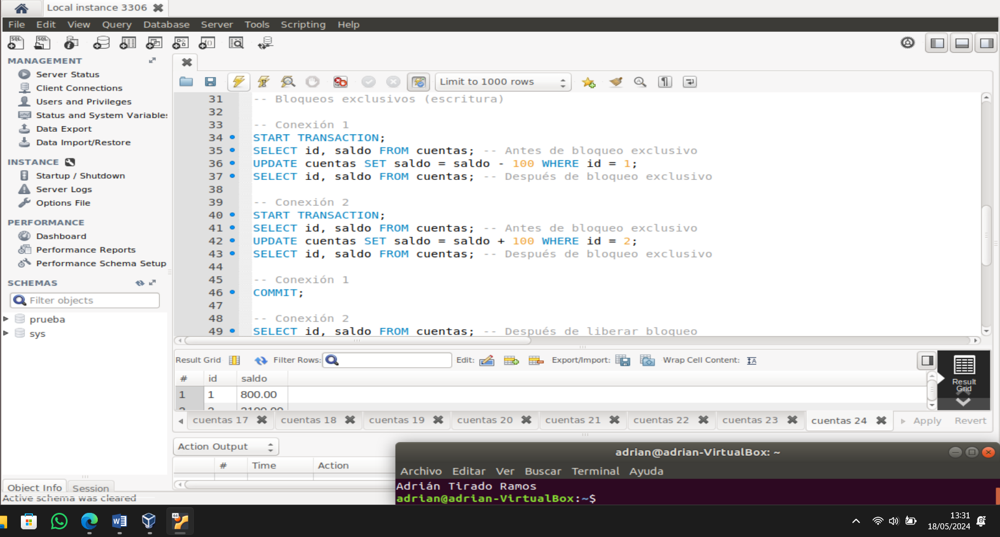 Local instance 3306
File Edit View Query Database Server Tools Scripting Help
MANAGEMENT
Server Status
Client Connections
Users and Privileges
Status and System Variables
Data Export
Data Import/Restore
INSTANCE
Startup / Shutdown
Server Logs
Options File
PERFORMANCE
Dashboard
Performance Reports
Performance Schema Setup
SCHEMAS
Filter objects
prueba
sys
Object Info Session
Active schema was cleared
Limit to 1000 rows
31 -- Bloqueos exclusivos (escritura)
32
33 -- Conexión 1
34 START TRANSACTION;
35 SELECT id, saldo FROM cuentas; -- Antes de bloqueo exclusivo
36 UPDATE cuentas SET saldo = saldo - 100 WHERE id = 1;
37 SELECT id, saldo FROM cuentas; -- Después de bloqueo exclusivo
38
39 -- Conexión 2
40 START TRANSACTION;
41 SELECT id, saldo FROM cuentas; -- Antes de bloqueo exclusivo
42 UPDATE cuentas SET saldo = saldo + 100 WHERE id = 2;
43 SELECT id, saldo FROM cuentas; -- Después de bloqueo exclusivo
44
45 -- Conexión 1
46 COMMIT;
47
48 -- Conexión 2
49 SELECT id, saldo FROM cuentas; -- Después de liberar bloqueo
Result Grid Filter Rows: Edit: Export/Import: Wrap Cell Content:
# id saldo
1 1 800.00
2 2 2100.00
Result
Grid
cuentas 17 cuentas 18 cuentas 19 cuentas 20 cuentas 21 cuentas 22 cuentas 23 cuentas 24 Apply Revert
Action Output
# Time Action
adrian@adrian-VirtualBox: ~
Archivo Editar Ver Buscar Terminal Ayuda
Adrián Tirado Ramos
adrian@adrian-VirtualBox:~$
13:31
18/05/2024